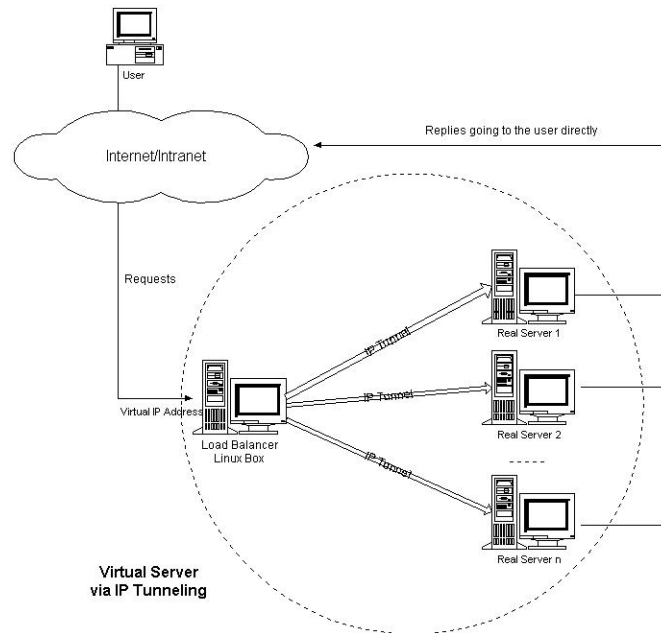 User
Internet/Intranet
Replies going to the user directly
Requests
Real Server 1
IP Tunnel
IP Tunnel
Virtual IP Address
Real Server 2
Load Balancer
Linux Box
IP Tunnel
-----
Real Server n
Virtual Server
via IP Tunneling